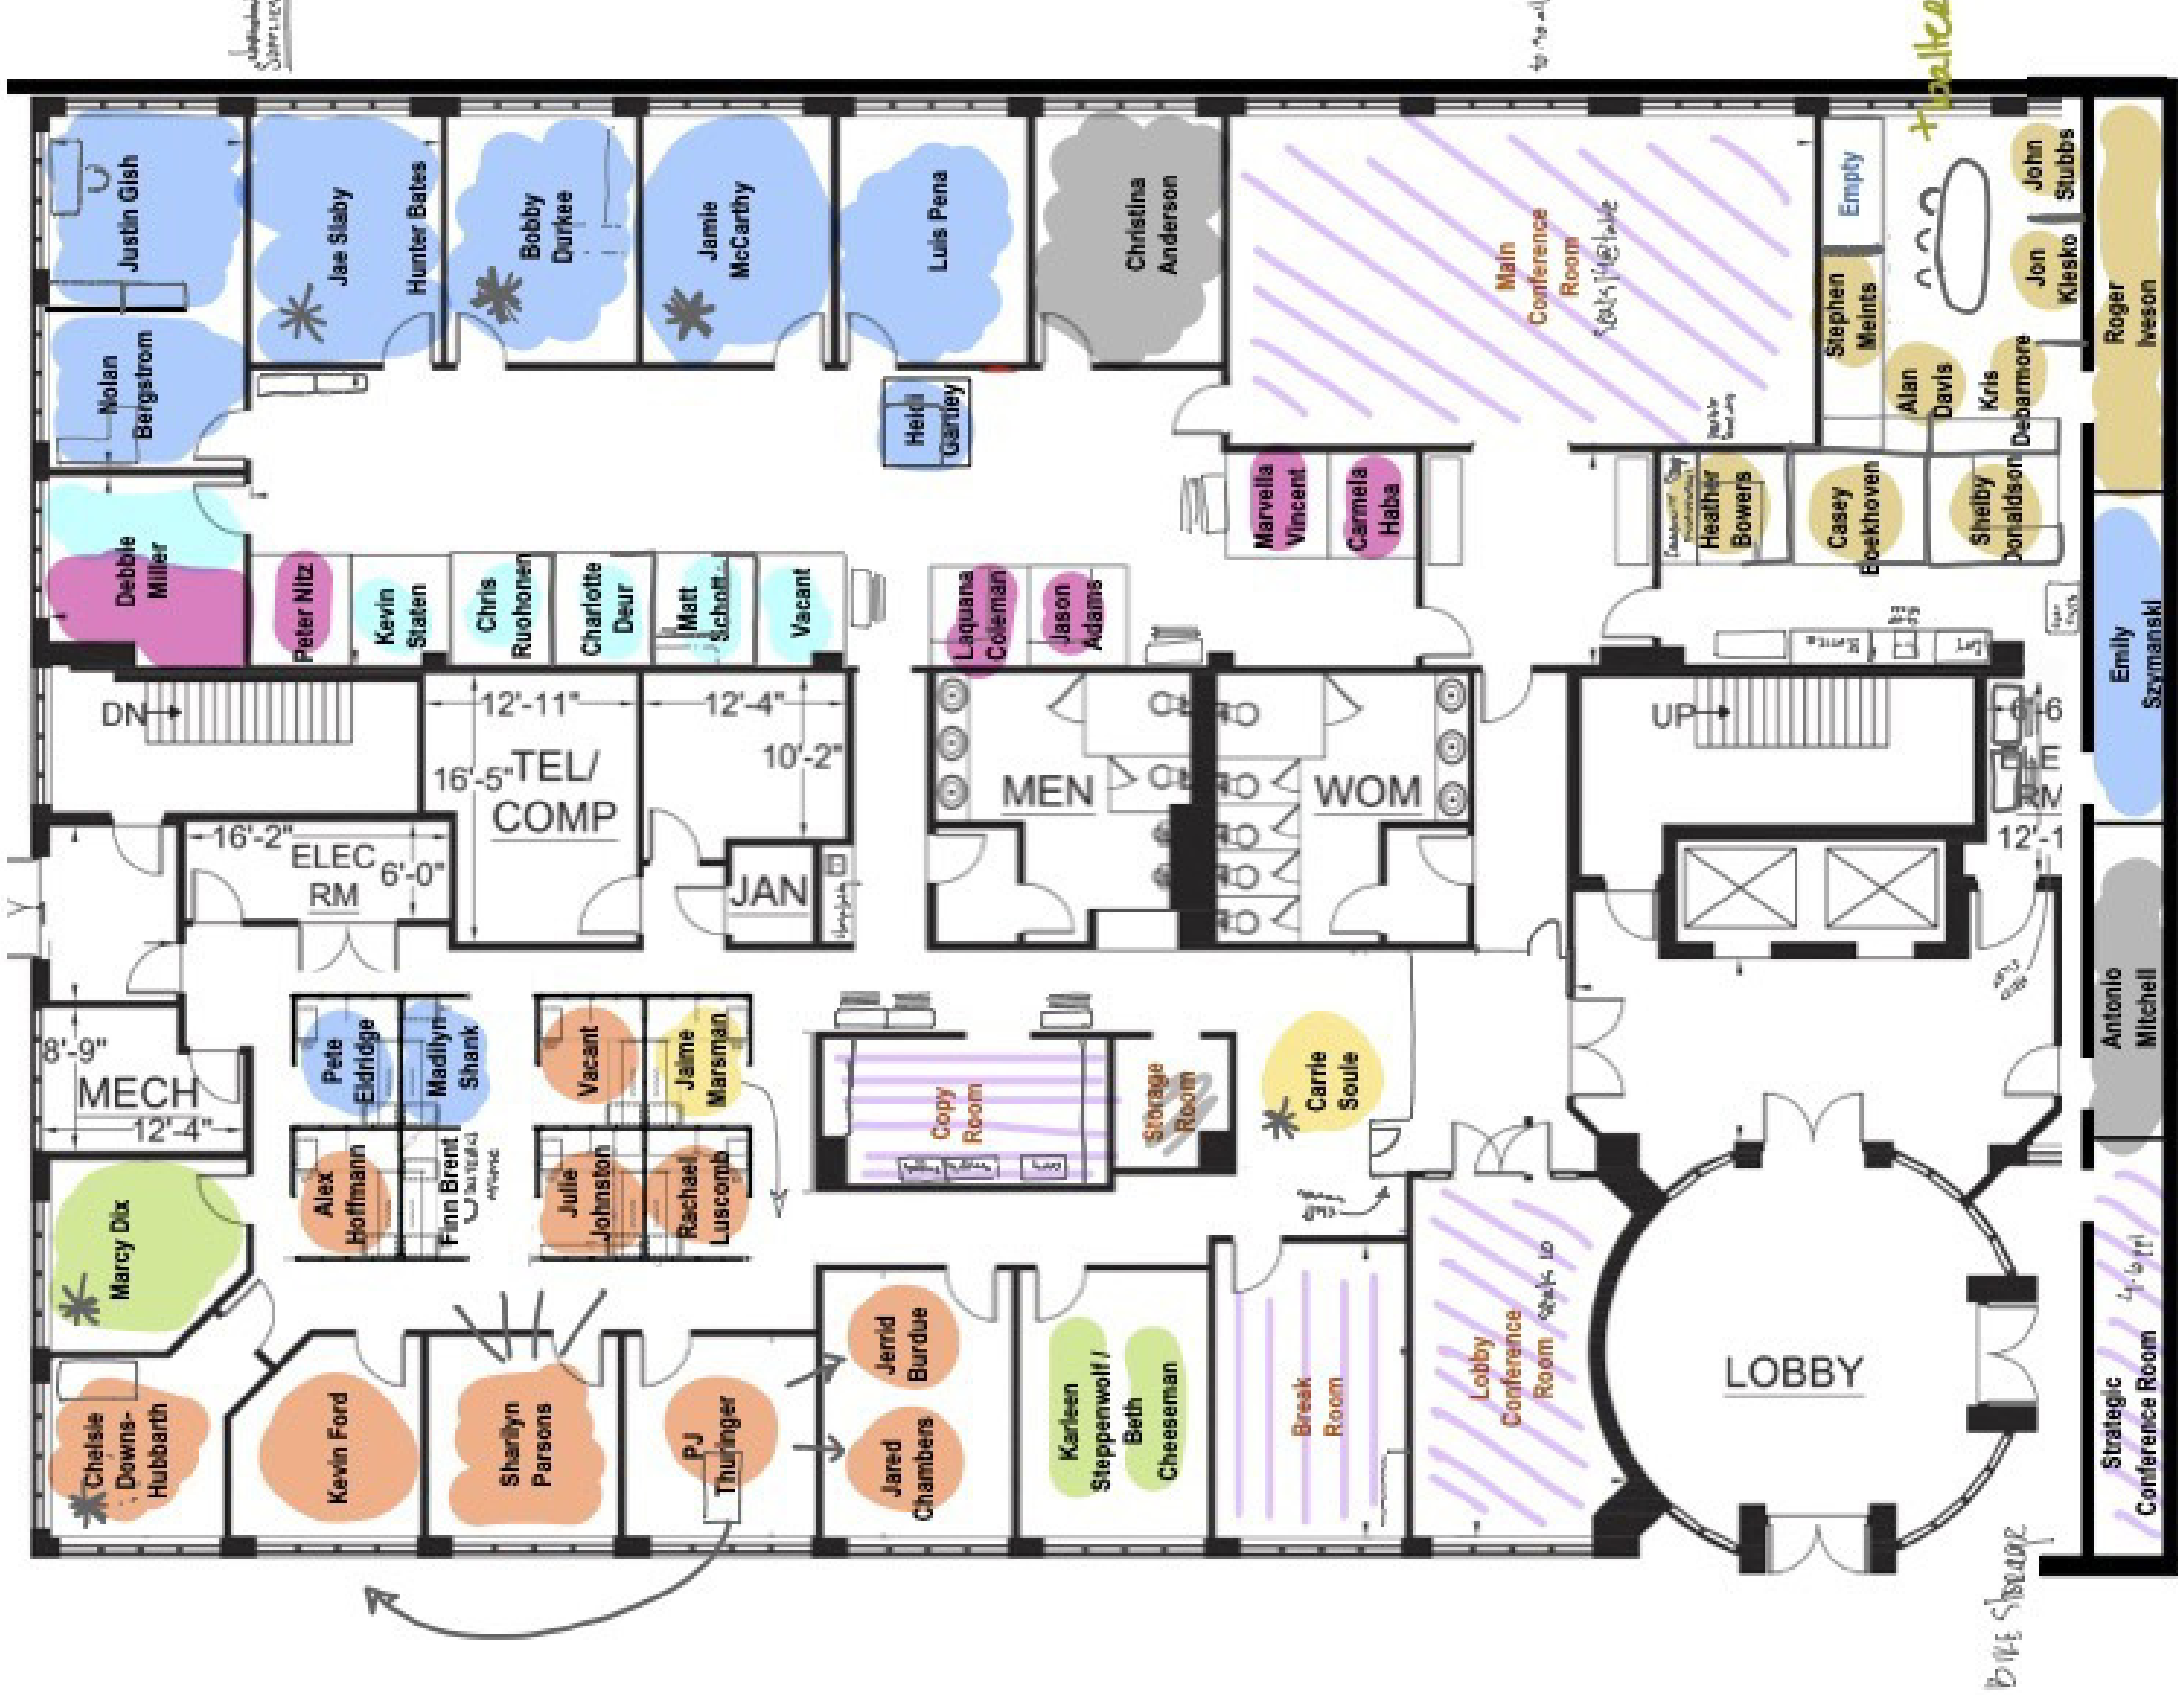 Justin Gish
Jae Slaby
Hunter Bates
Bobby
Durkee
Jamie
McCarthy
Luis Pena
Christina
Anderson
Main
Conference
Room
Empty
Stephen
Meints
John
Stubbs
Jon
Klesko
Alan
Davis
Kris
Debarmore
Roger
Iveson
Nolan
Bergstrom
Heidi
Debbie
Miller
Peter Nitz
Kevin
Staten
Chris
Ruohonen
Charlotte
Deur
Matt
Schott
Vacant
Laquana
Coleman
Jason
Adams
Marvella
Vincent
Carmela
Haba
Heather
Bowers
Casey
Boekhoven
Shelby
Donaldson
Emily
Szymanski
DN
12'-11"
16'-5"
TEL/
COMP
12'-4"
10'-2"
MEN
WOM
UP
RM
12'-1
16'-2"
ELEC
RM
6'-0"
JAN
Antonio
Mitchell
8'-9"
MECH
12'-4"
Pete
Eldridge
Madilyn
Shank
Vacant
Jaime
Marsman
Alex
Hoffmann
Finn Brent
Julie
Johnston
Rachael
Luscomb
Copy
Room
Storage
Room
Carrie
Soule
Marcy Dix
Chelsie
Downs-
Hubbarth
Kevin Ford
Sharilyn
Parsons
PJ
Thuringer
Jerrid
Burdue
Jared
Chambers
Karleen
Steppenwolf /
Beth
Cheeseman
Break
Room
Lobby
Conference
Room
seats 10
LOBBY
Strategic
Conference Room
BIKE Storage